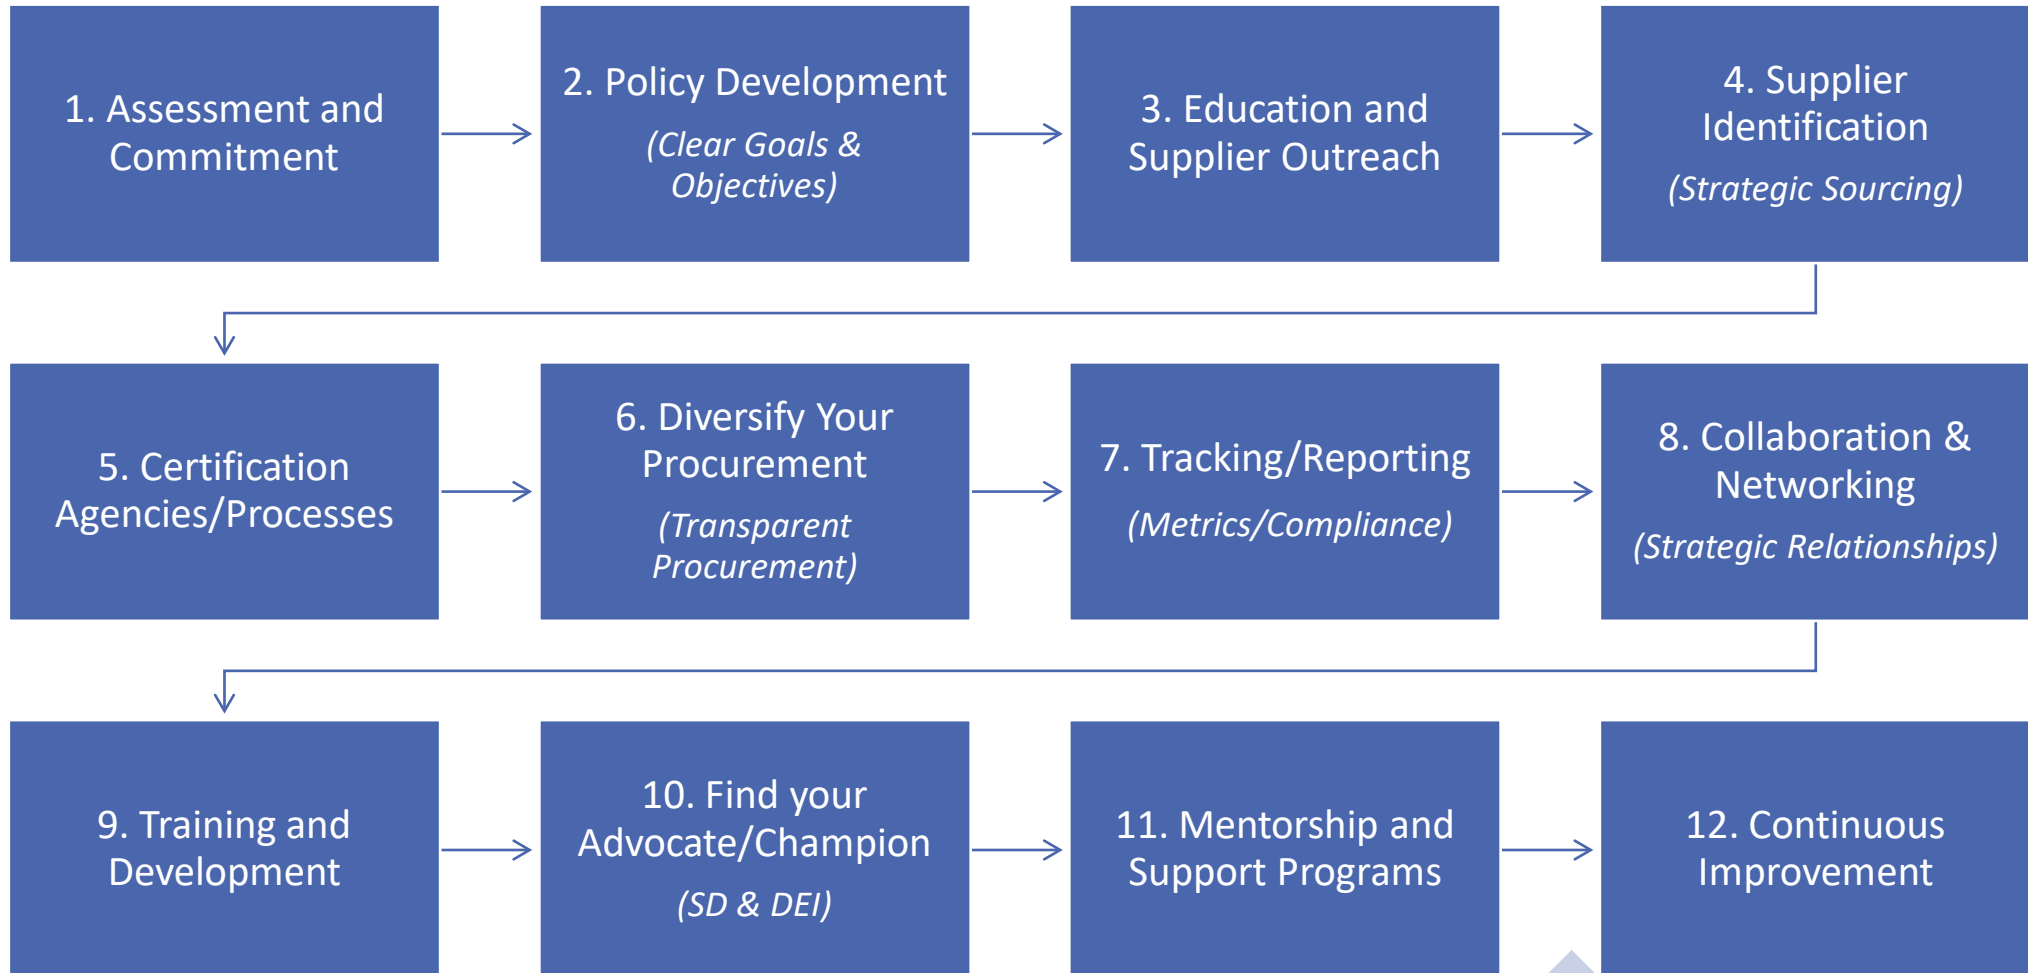 1. Assessment and
Commitment
2. Policy Development
(Clear Goals &
Objectives)
3. Education and
Supplier Outreach
4. Supplier
Identification
(Strategic Sourcing)
5. Certification
Agencies/Processes
6. Diversify Your
Procurement
(Transparent
Procurement)
7. Tracking/Reporting
(Metrics/Compliance)
8. Collaboration &
Networking
(Strategic Relationships)
9. Training and
Development
10. Find your
Advocate/Champion
(SD & DEI)
11. Mentorship and
Support Programs
12. Continuous
Improvement